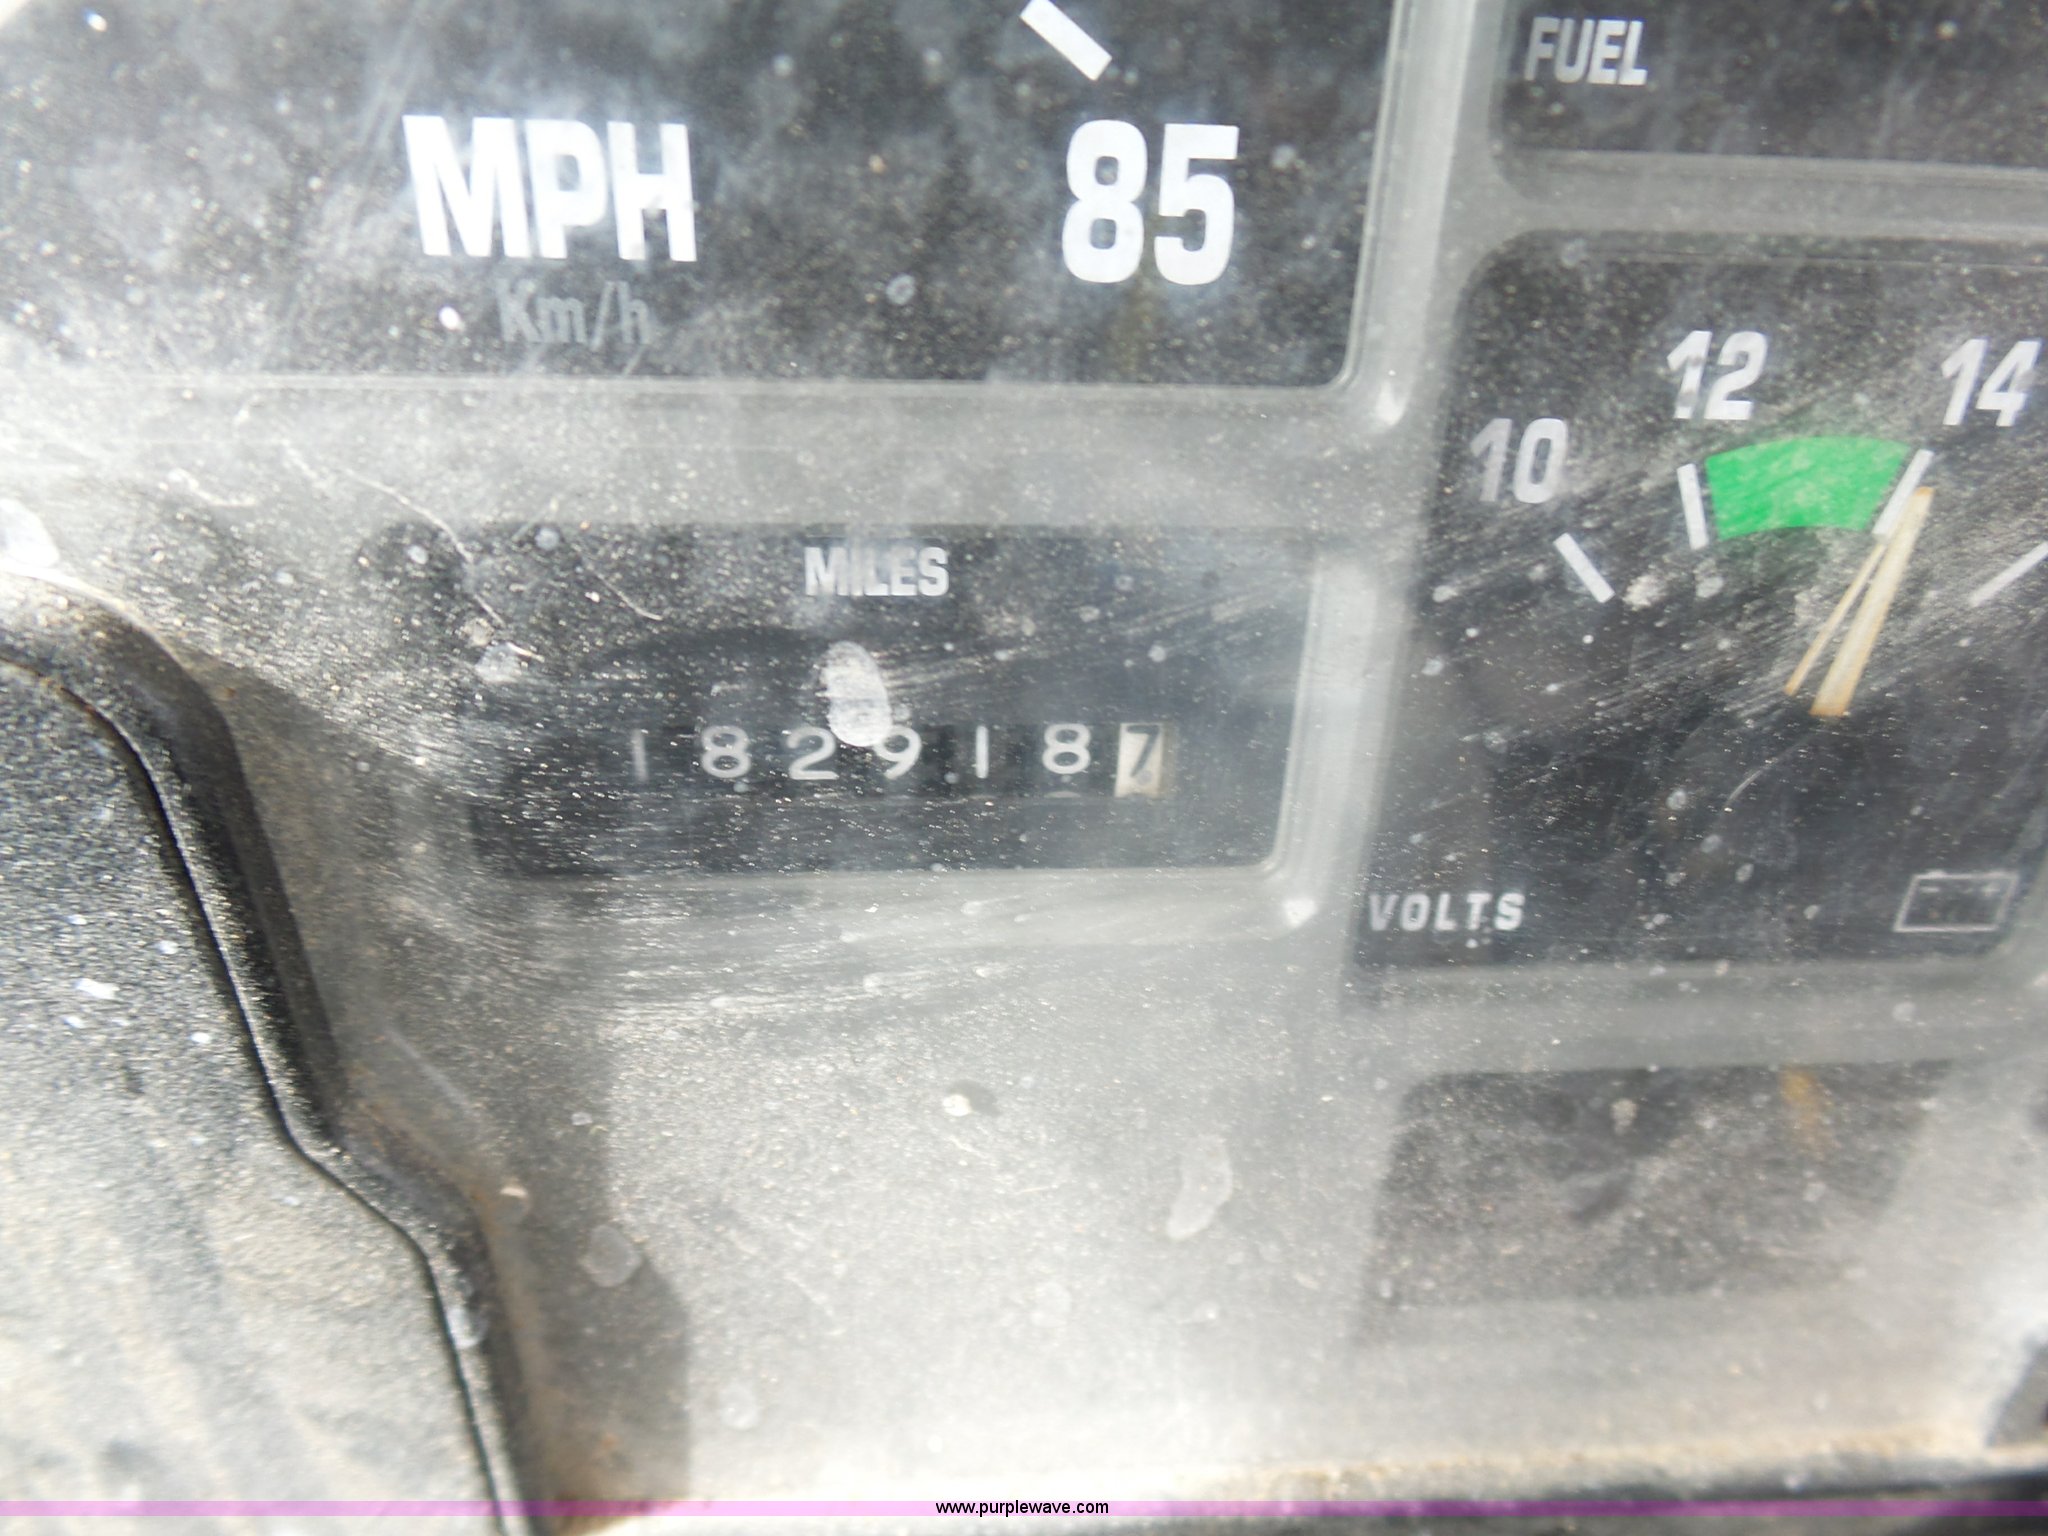 MPH
Km/h
85
FUEL
10
12
14
MILES
1829187
VOLTS
www.purplewave.com